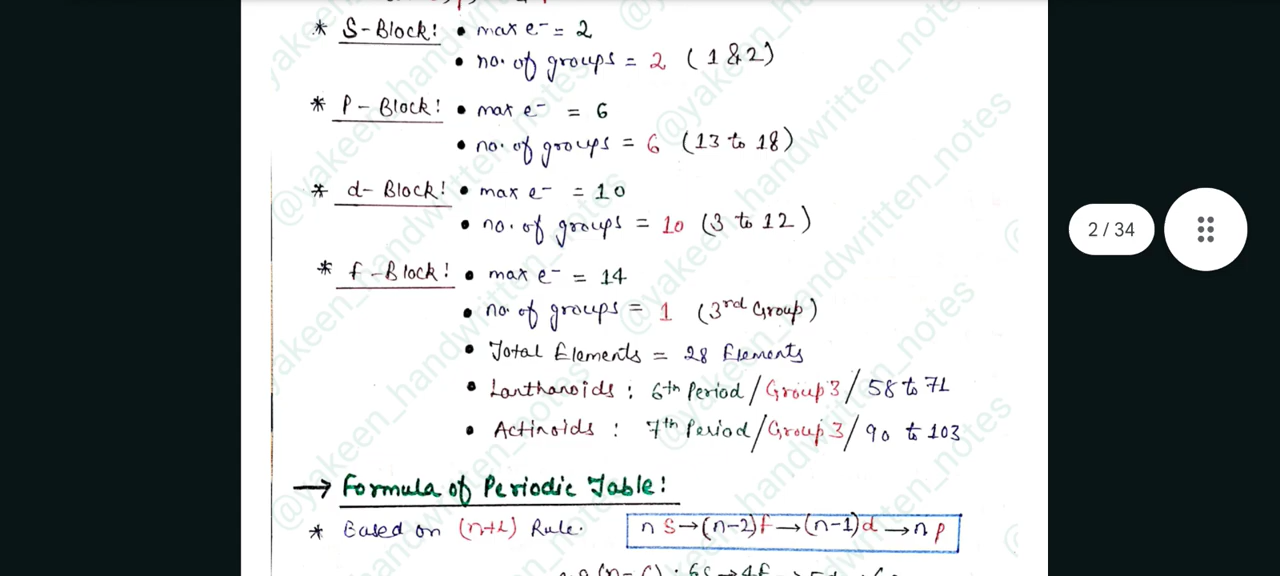 * S-Block! • max e⁻ = 2
• no. of groups = 2 (1 & 2)
* P-Block! • max e⁻ = 6
• no. of groups = 6 (13 to 18)
* d-Block! • max e⁻ = 10
• no. of groups = 10 (3 to 12)
* f-Block! • max e⁻ = 14
• no. of groups = 1 (3rd Group)
• Total Elements = 28 Elements
• Lanthanoids : 6th Period/Group 3/58 to 71
• Actinoids : 7th Period/Group 3/90 to 103
→ Formula of Periodic Table!
* Based on (n+l) Rule. n s→(n-2)f→(n-1)d→n p
2 / 34
@yakeen_handwritten_notes